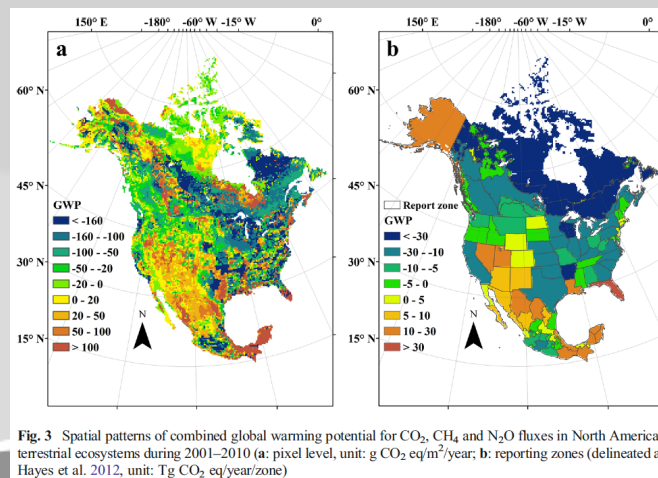 150° E -180° -60° W -15° W 0°
150° E -180° -60° W -15° W 0°
a
b
60° N
45° N
30° N
15° N
GWP
< -160
-160 - -100
-100 - -50
-50 - -20
-20 - 0
0 - 20
20 - 50
50 - 100
> 100
N
60° N
45° N
30° N
15° N
Report zone
GWP
< -30
-30 - -10
-10 - -5
-5 - 0
0 - 5
5 - 10
10 - 30
> 30
N
Fig. 3 Spatial patterns of combined global warming potential for CO2, CH4 and N2O fluxes in North America
terrestrial ecosystems during 2001–2010 (a: pixel level, unit: g CO2 eq/m2/year; b: reporting zones (delineated a
Hayes et al. 2012, unit: Tg CO2 eq/year/zone)